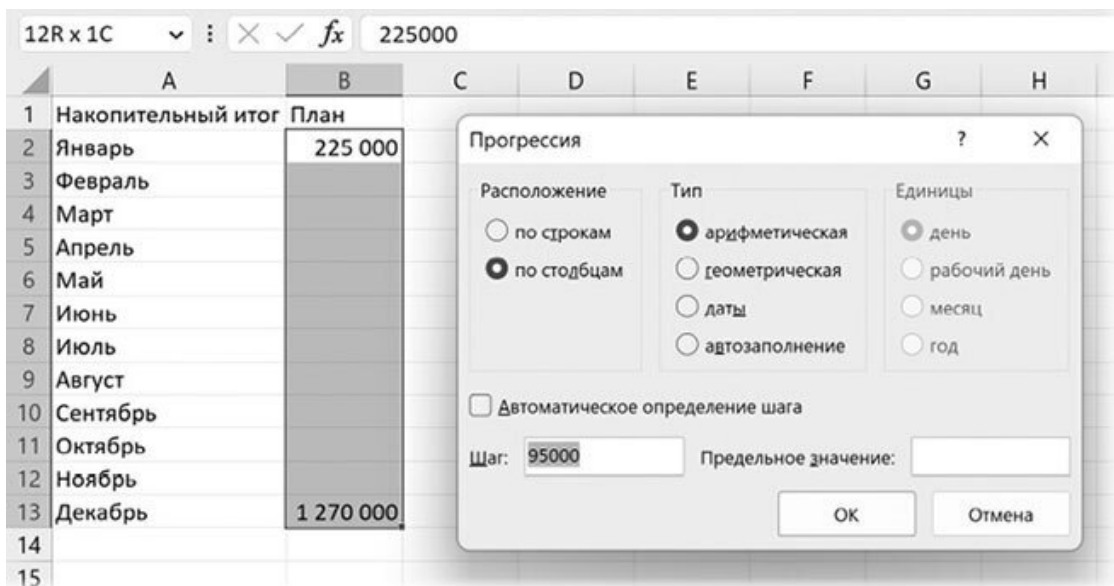 12R x 1C fx 225000
A B C D E F G H
1 Накопительный итог План
2 Январь 225 000
3 Февраль
4 Март
5 Апрель
6 Май
7 Июнь
8 Июль
9 Август
10 Сентябрь
11 Октябрь
12 Ноябрь
13 Декабрь 1 270 000
14
15
Прогрессия ? ×
Расположение Тип Единицы
по строкам арифметическая день
по столбцам геометрическая рабочий день
даты месяц
автозаполнение год
Автоматическое определение шага
Шаг: 95000 Предельное значение:
ОК Отмена